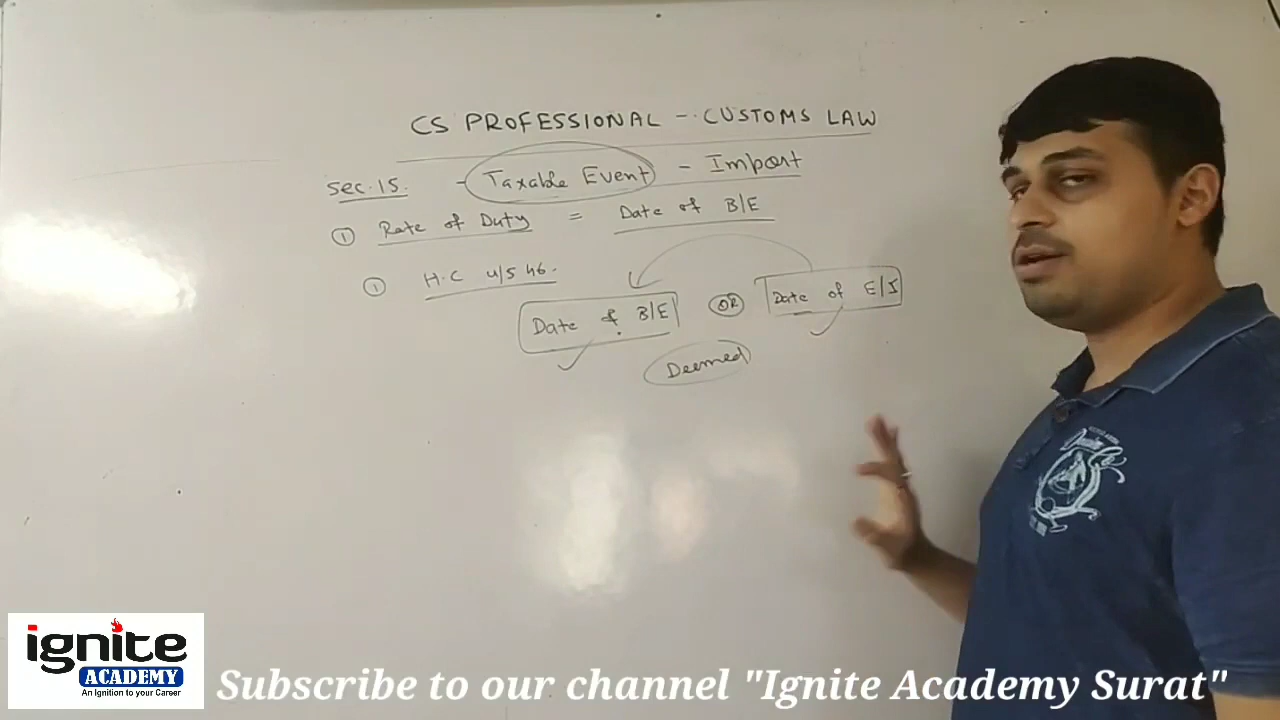 CS PROFESSIONAL - CUSTOMS LAW
Sec. 15. - Taxable Event - Import
① Rate of Duty = Date of B/E
① H.C u/s 46.
Date of B/E OR Date of E/I
Deemed
ignite
ACADEMY
An Ignition to your Career
Subscribe to our channel "Ignite Academy Surat"